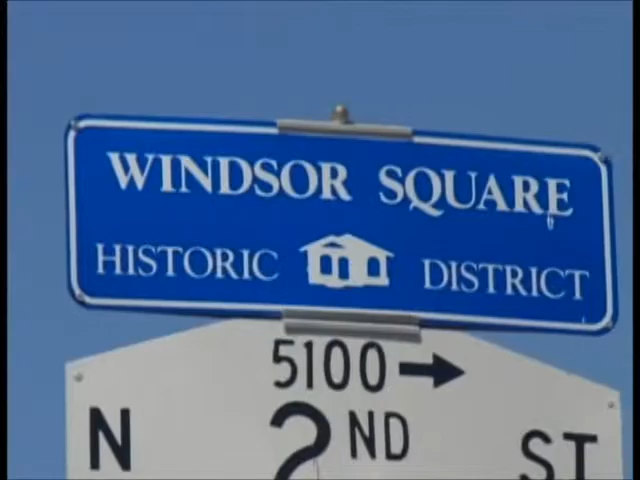 WINDSOR SQUARE
HISTORIC DISTRICT
5100 →
N 2ND ST